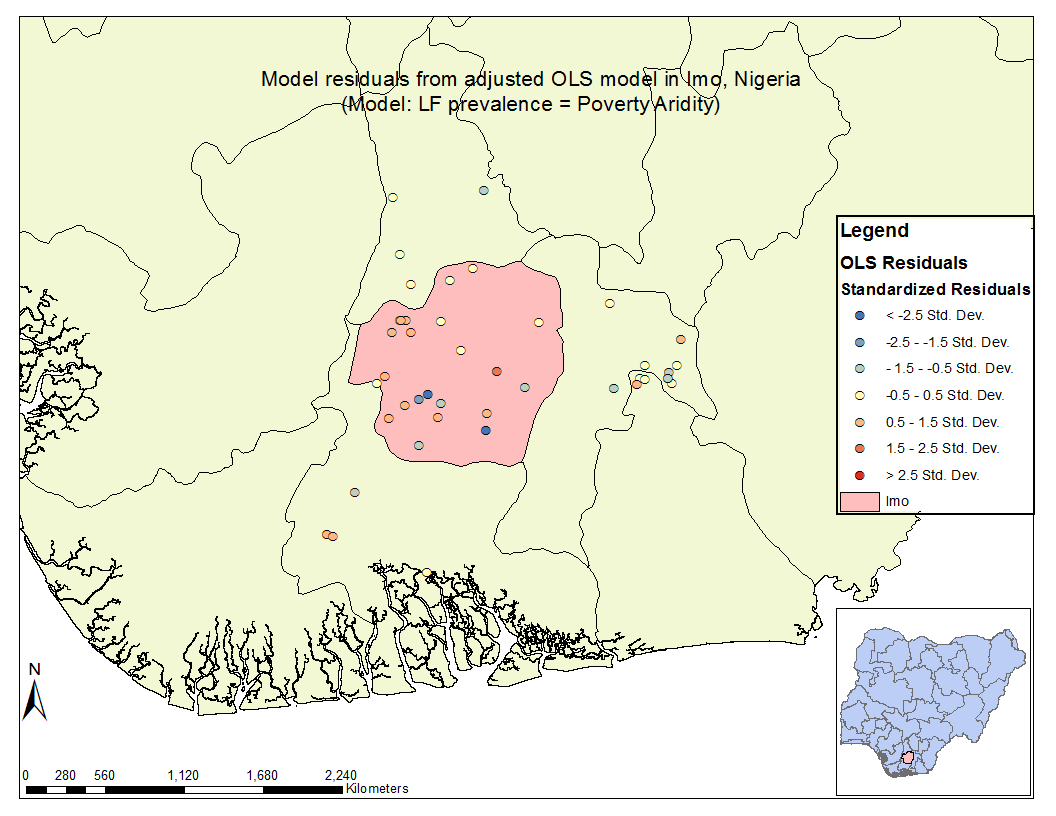 Model residuals from adjusted OLS model in Imo, Nigeria
(Model: LF prevalence = Poverty Aridity)
Legend
OLS Residuals
Standardized Residuals
< -2.5 Std. Dev.
-2.5 - -1.5 Std. Dev.
- 1.5 - -0.5 Std. Dev.
-0.5 - 0.5 Std. Dev.
0.5 - 1.5 Std. Dev.
1.5 - 2.5 Std. Dev.
> 2.5 Std. Dev.
Imo
N
0 280 560 1,120 1,680 2,240
Kilometers